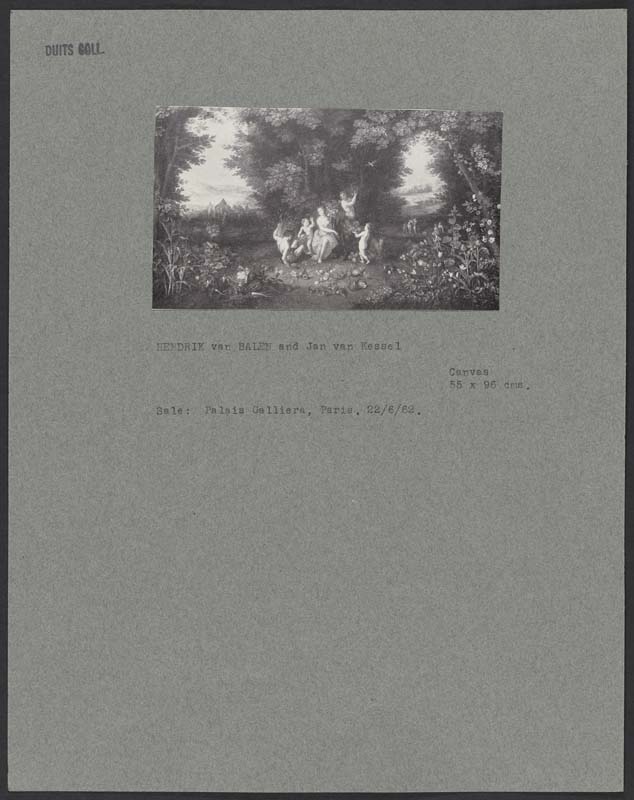 DUITS COLL.
HENDRIK van BALEN and Jan van Kessel
Canvas
55 x 96 cms.
Sale: Palais Galliera, Paris, 22/6/62.